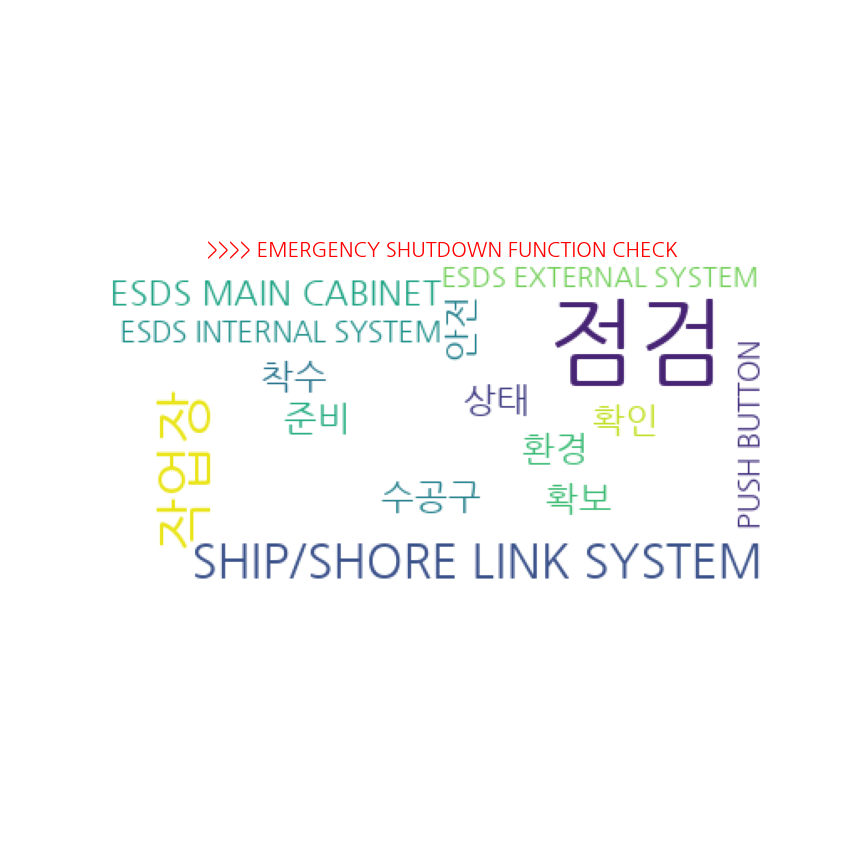 >>>> EMERGENCY SHUTDOWN FUNCTION CHECK
ESDS EXTERNAL SYSTEM
ESDS MAIN CABINET
ESDS INTERNAL SYSTEM
안전
점검
착수
준비
상태
확인
환경
작업장
수공구
확보
PUSH BUTTON
SHIP/SHORE LINK SYSTEM